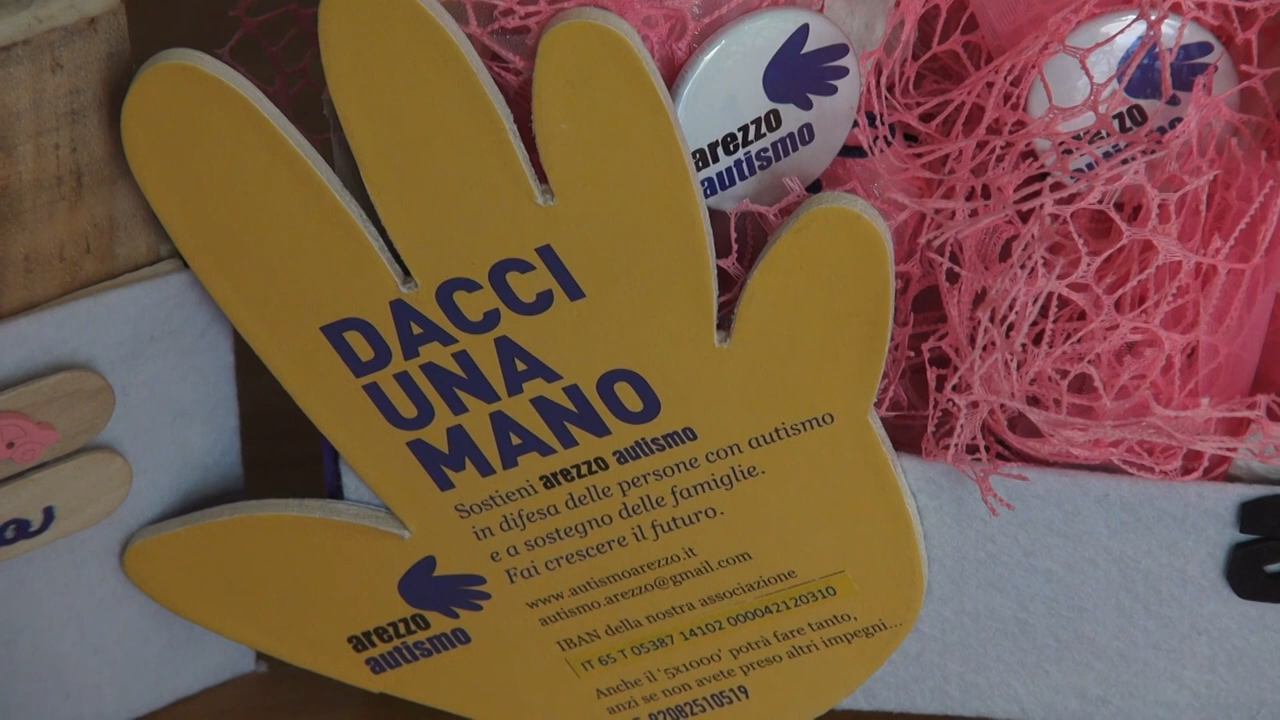 arezzo
autismo
DACCI
UNA
MANO
Sostieni arezzo autismo
in difesa delle persone con autismo
e a sostegno delle famiglie.
Fai crescere il futuro.
www.autismoarezzo.it
autismo.arezzo@gmail.com
IBAN della nostra associazione
IT 65 T 05387 14102 000042120310
Anche il '5x1000' potrà fare tanto,
anzi se non avete preso altri impegni...
92082510519
arezzo
autismo